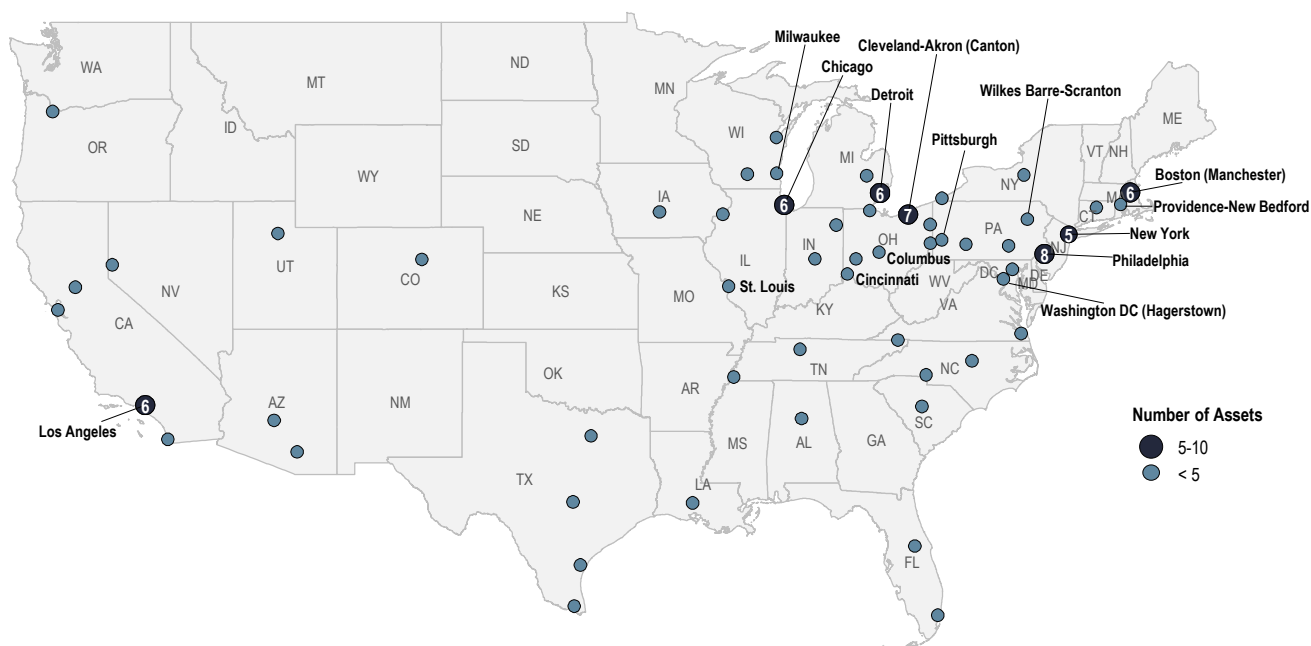 Milwaukee
Cleveland-Akron (Canton)
Chicago
Detroit
Wilkes Barre-Scranton
Pittsburgh
Boston (Manchester)
Providence-New Bedford
New York
Philadelphia
Washington DC (Hagerstown)
Columbus
Cincinnati
St. Louis
Los Angeles
WA
MT
ND
MN
OR
ID
SD
WI
MI
WY
NY
VT
NH
ME
IA
NE
CT
PA
NJ
NV
UT
CO
IL
IN
OH
KS
MO
WV
DC
DE
MD
VA
KY
CA
AZ
NM
OK
AR
TN
NC
SC
MS
AL
GA
TX
LA
FL
6
6
7
6
5
8
6
Number of Assets
5-10
< 5